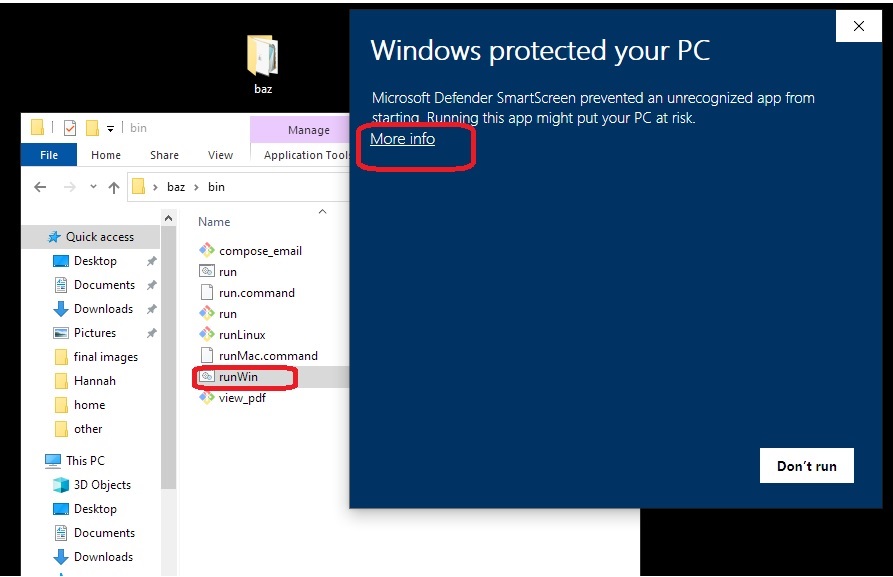 baz
bin
Manage
File
Home
Share
View
Application Tools
baz
bin
Quick access
Desktop
Documents
Downloads
Pictures
final images
Hannah
home
other
This PC
3D Objects
Desktop
Documents
Downloads
Name
compose_email
run
run.command
run
runLinux
runMac.command
runWin
view_pdf
Windows protected your PC
Microsoft Defender SmartScreen prevented an unrecognized app from
starting. Running this app might put your PC at risk.
More info
Don't run